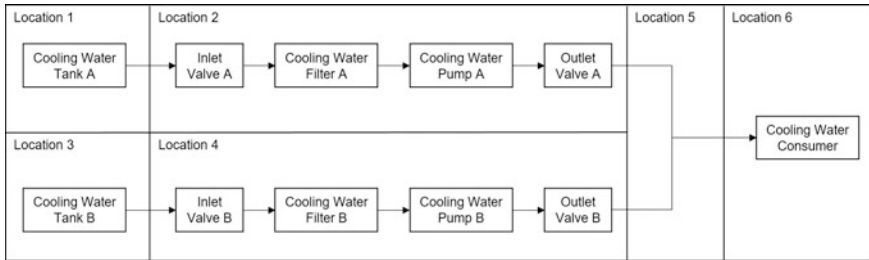 Location 1
Location 2
Location 5
Location 6
Cooling Water
Tank A
Inlet
Valve A
Cooling Water
Filter A
Cooling Water
Pump A
Outlet
Valve A
Cooling Water
Consumer
Location 3
Location 4
Cooling Water
Tank B
Inlet
Valve B
Cooling Water
Filter B
Cooling Water
Pump B
Outlet
Valve B